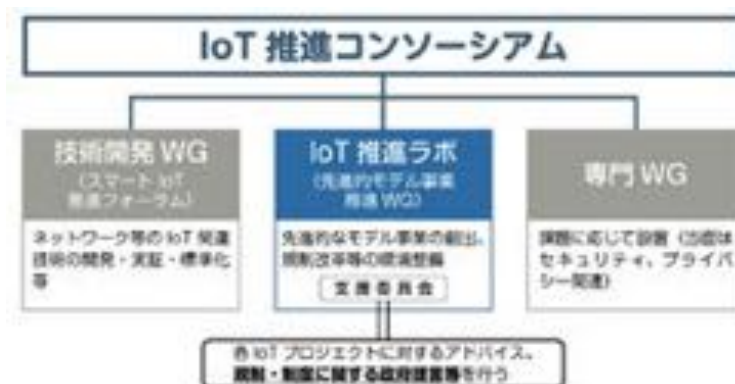 IoT 推進コンソーシアム
技術開発 WG
(スマート IoT
推進フォーラム)
ネットワーク等の IoT 関連
技術の開発・実証・標準化
等
IoT 推進ラボ
(先進的モデル事業
推進 WG)
先進的なモデル事業の創出、
規制改革等の環境整備
支援委員会
専門 WG
課題に応じて設置（当面は
セキュリティ、プライバ
シー関連）
各 IoT プロジェクトに対するアドバイス、
規制・制度に関する政府提言等を行う